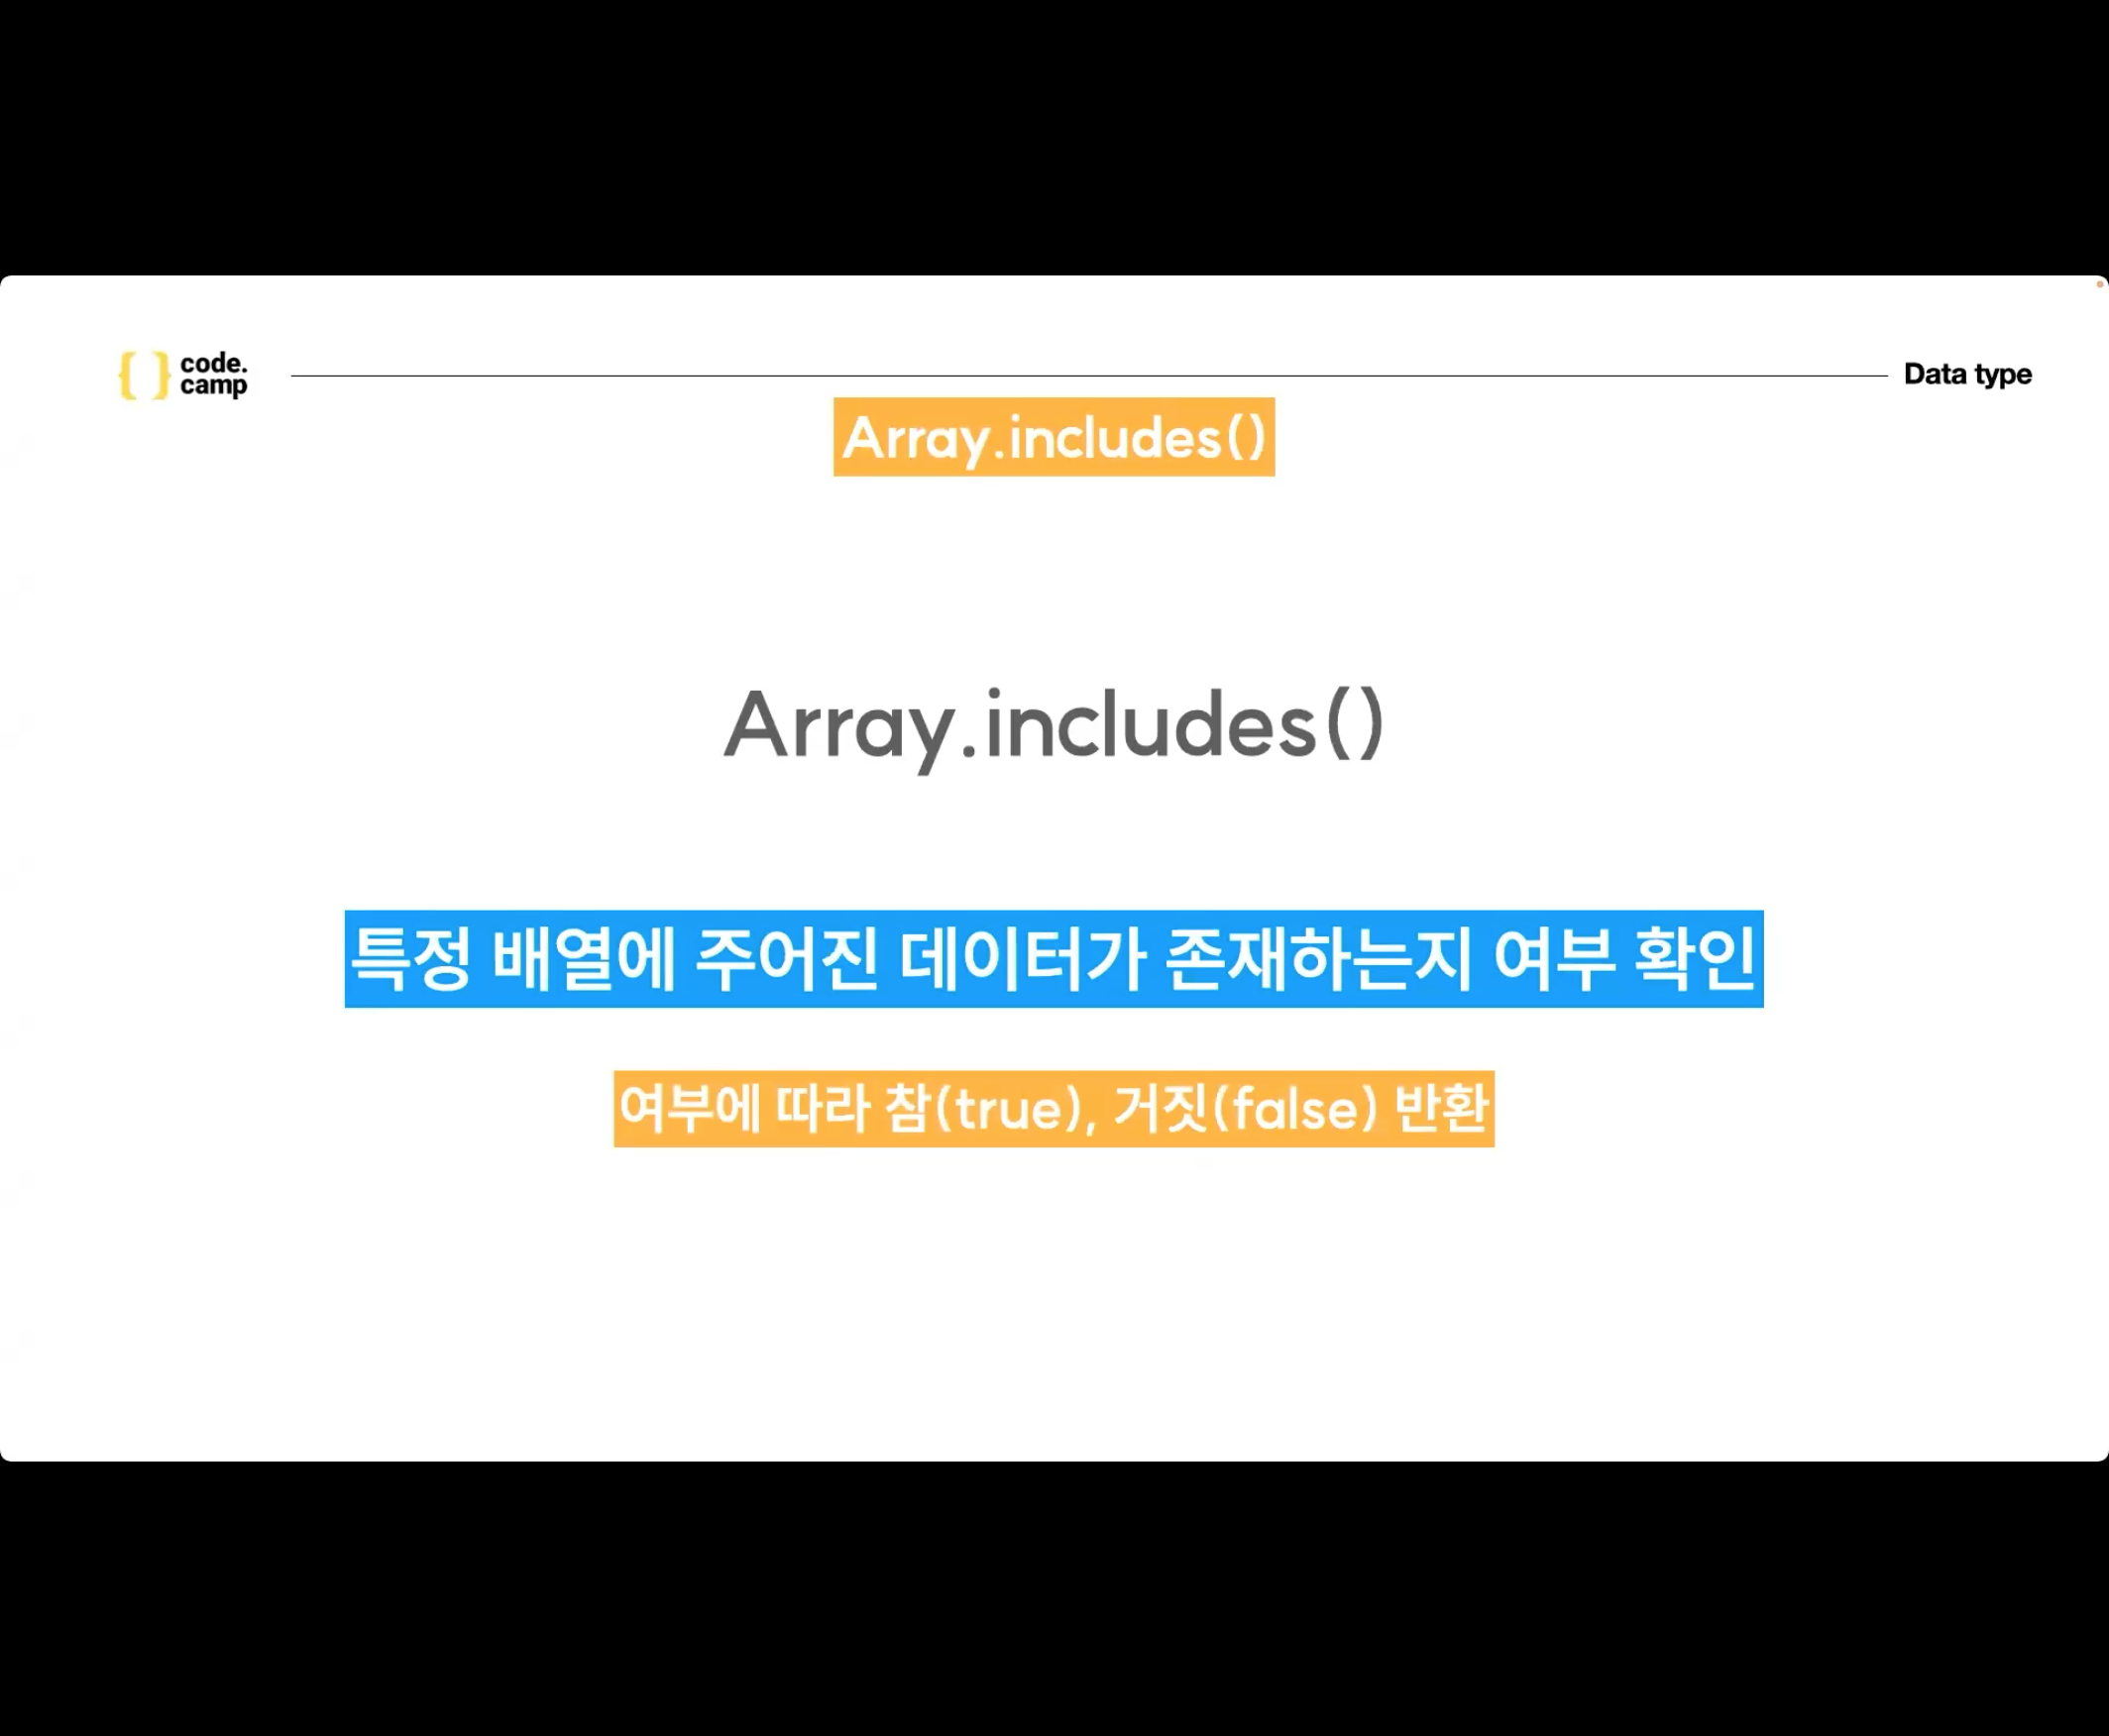 code.
camp
Data type
Array.includes()
Array.includes()
특정 배열에 주어진 데이터가 존재하는지 여부 확인
여부에 따라 참(true), 거짓(false) 반환